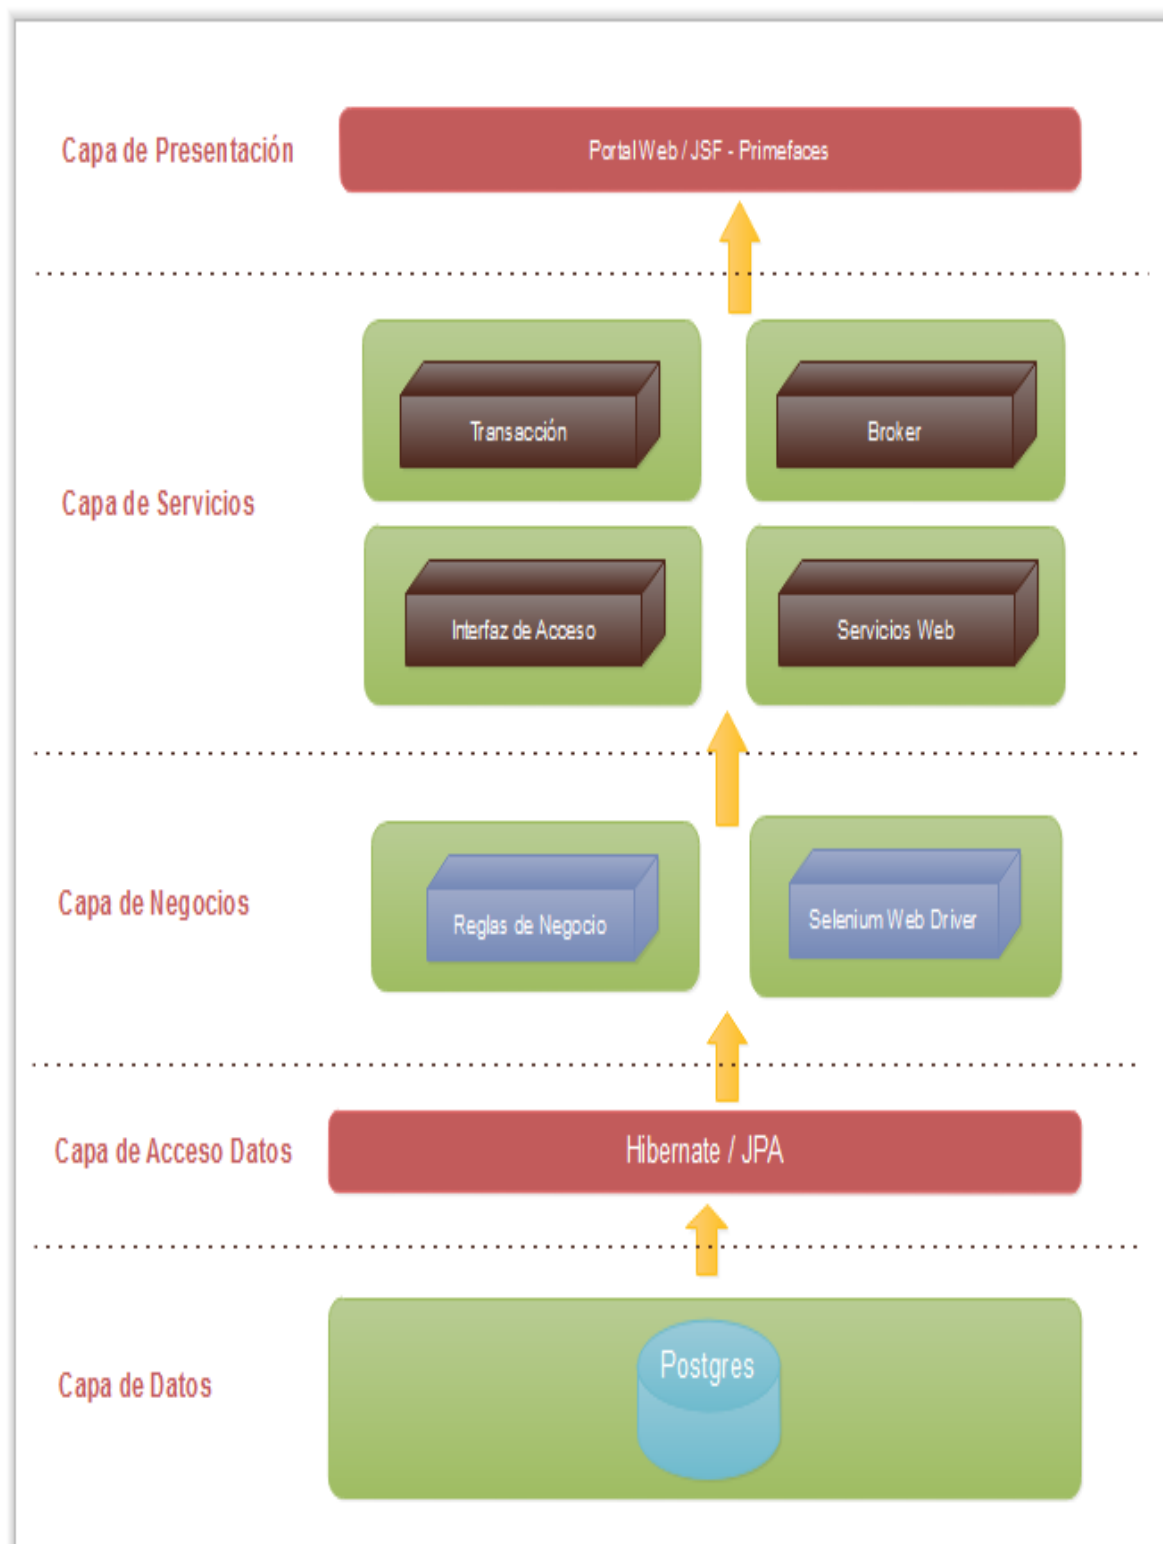 Capa de Presentación
Portal Web / JSF - Primefaces
Transacción
Broker
Capa de Servicios
Interfaz de Acceso
Servicios Web
Capa de Negocios
Reglas de Negocio
Selenium Web Driver
Capa de Acceso Datos
Hibernate / JPA
Capa de Datos
Postgres